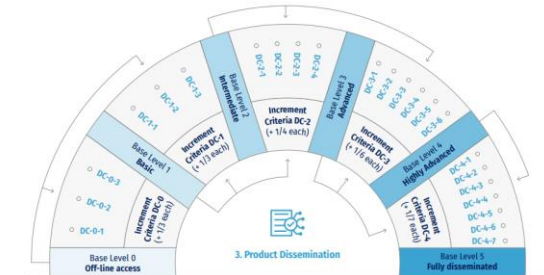 Base Level 0
Off-line access
DC-0-1
DC-0-2
DC-0-3
Increment
Criteria DC-0
(+ 1/3 each)
Base Level 1
Basic
DC-1-1
DC-1-2
DC-1-3
Increment
Criteria DC-1
(+ 1/3 each)
Base Level 2
Intermediate
DC-2-1
DC-2-2
DC-2-3
DC-2-4
Increment
Criteria DC-2
(+ 1/4 each)
Base Level 3
Advanced
DC-3-1
DC-3-2
DC-3-3
DC-3-4
DC-3-5
DC-3-6
Increment
Criteria DC-3
(+ 1/6 each)
Base Level 4
Highly Advanced
DC-4-1
DC-4-2
DC-4-3
DC-4-4
DC-4-5
DC-4-6
DC-4-7
Increment
Criteria DC-4
(+ 1/7 each)
Base Level 5
Fully disseminated
3. Product Dissemination